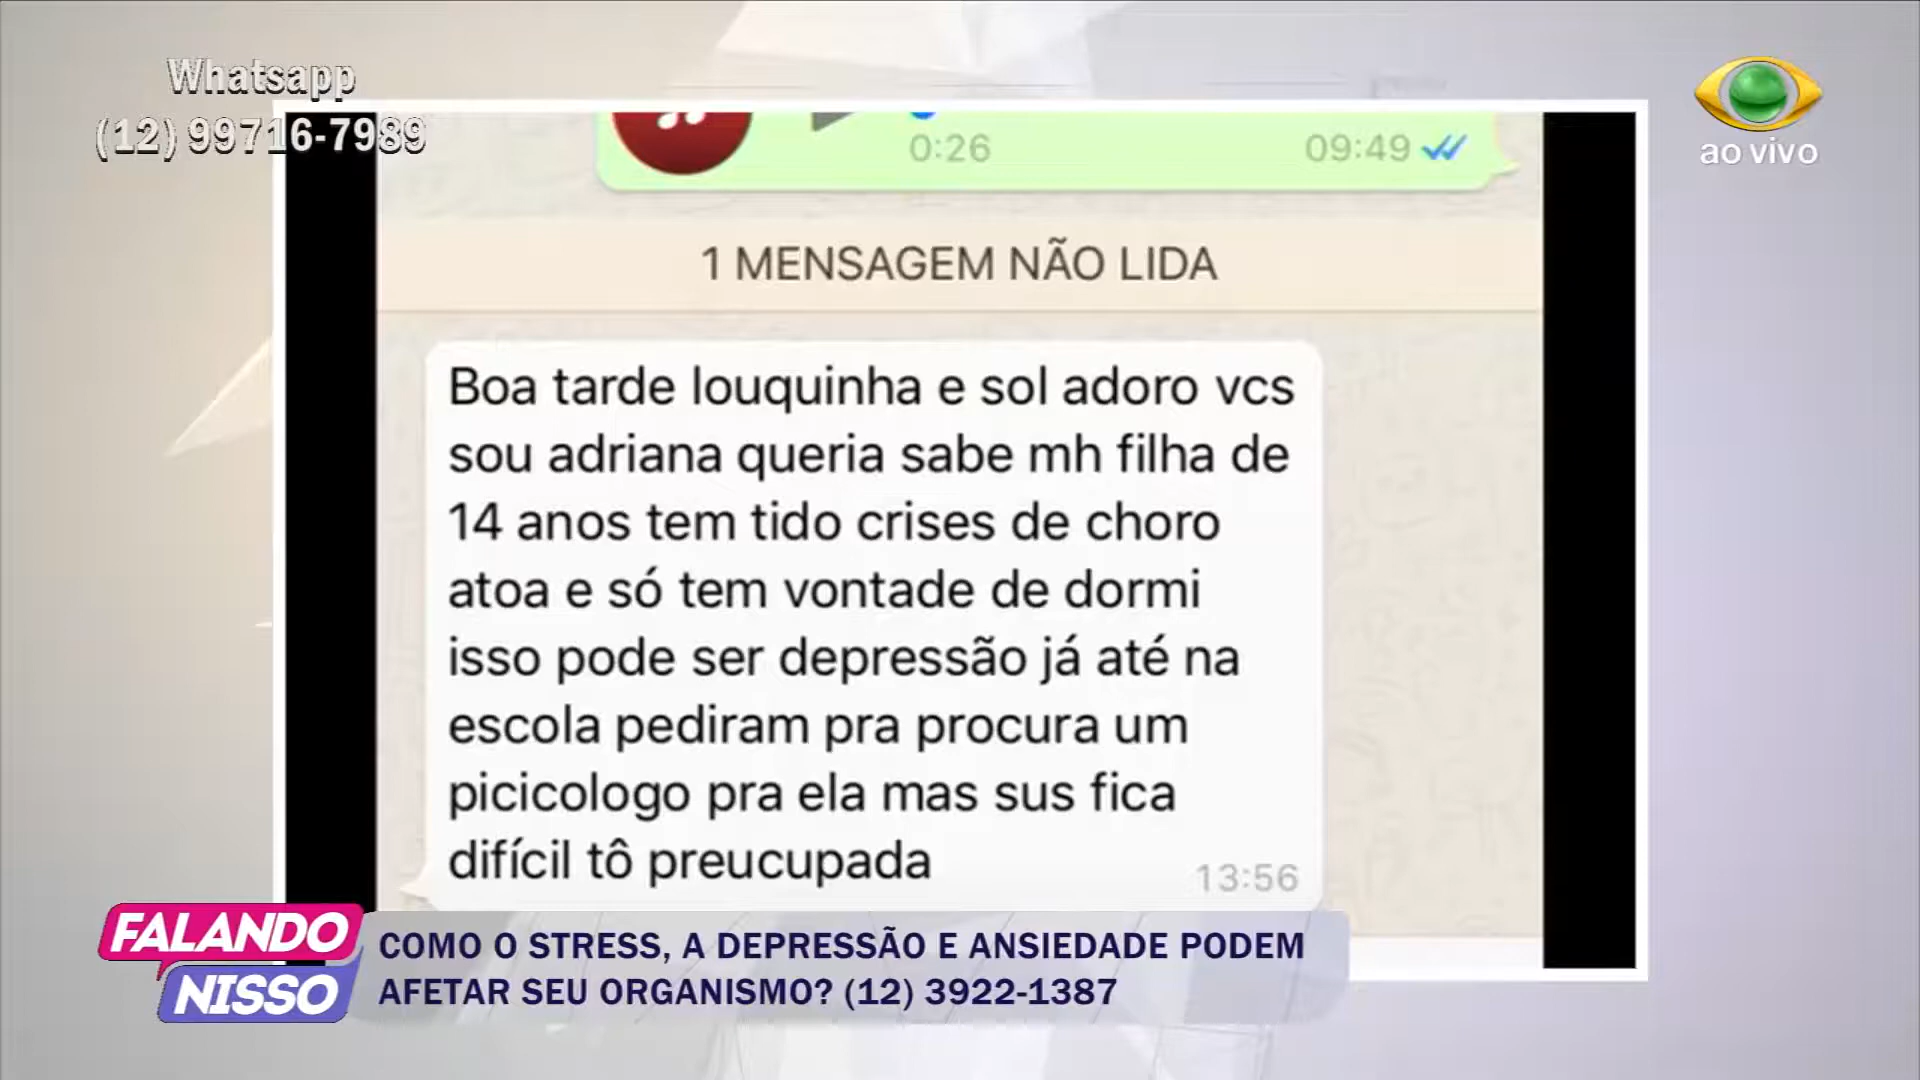 Whatsapp
(12) 99716-7989
ao vivo
0:26
09:49
1 MENSAGEM NÃO LIDA
Boa tarde louquinha e sol adoro vcs
sou adriana queria sabe mh filha de
14 anos tem tido crises de choro
atoa e só tem vontade de dormi
isso pode ser depressão já até na
escola pediram pra procura um
picicologo pra ela mas sus fica
difícil tô preucupada
13:56
FALANDO
NISSO
COMO O STRESS, A DEPRESSÃO E ANSIEDADE PODEM
AFETAR SEU ORGANISMO? (12) 3922-1387